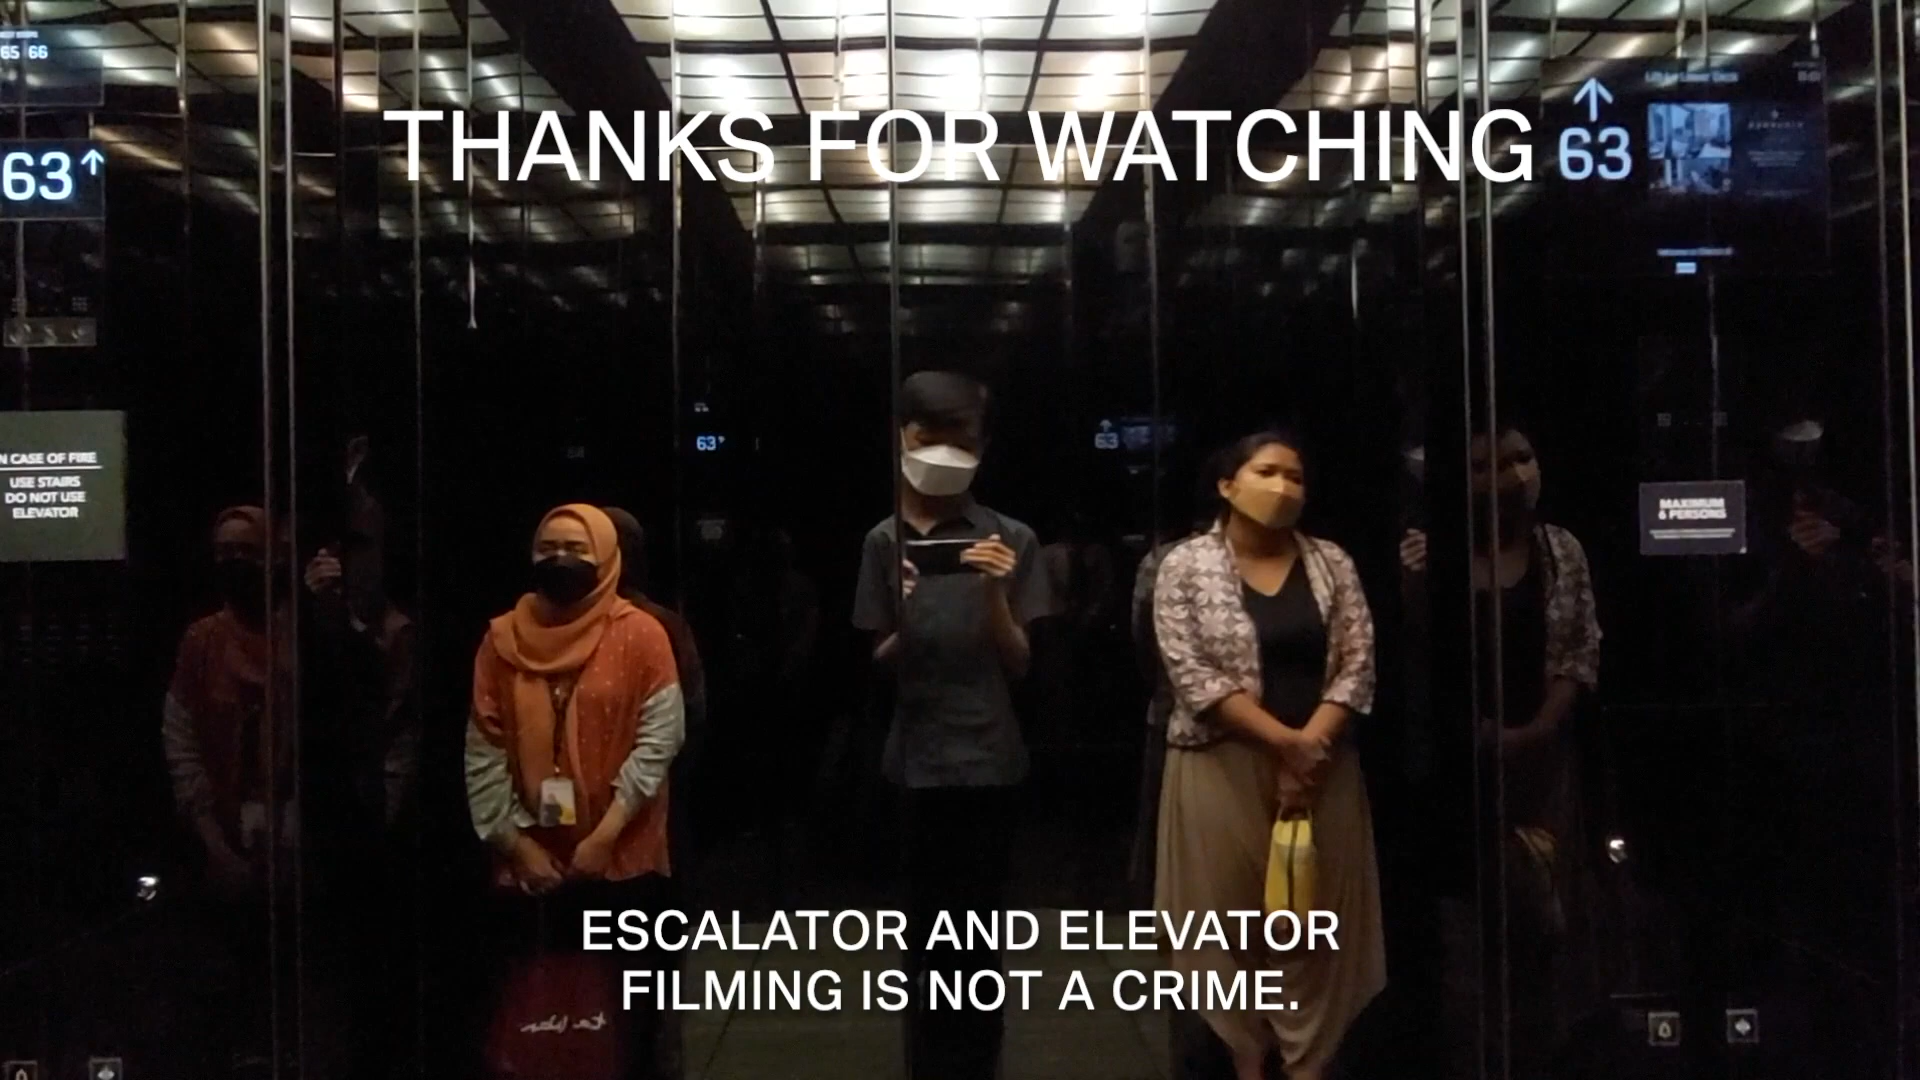 65 66
63
THANKS FOR WATCHING
63
63
63
IN CASE OF FIRE
USE STAIRS
DO NOT USE
ELEVATOR
MAXIMUM
6 PERSONS
ESCALATOR AND ELEVATOR
FILMING IS NOT A CRIME.